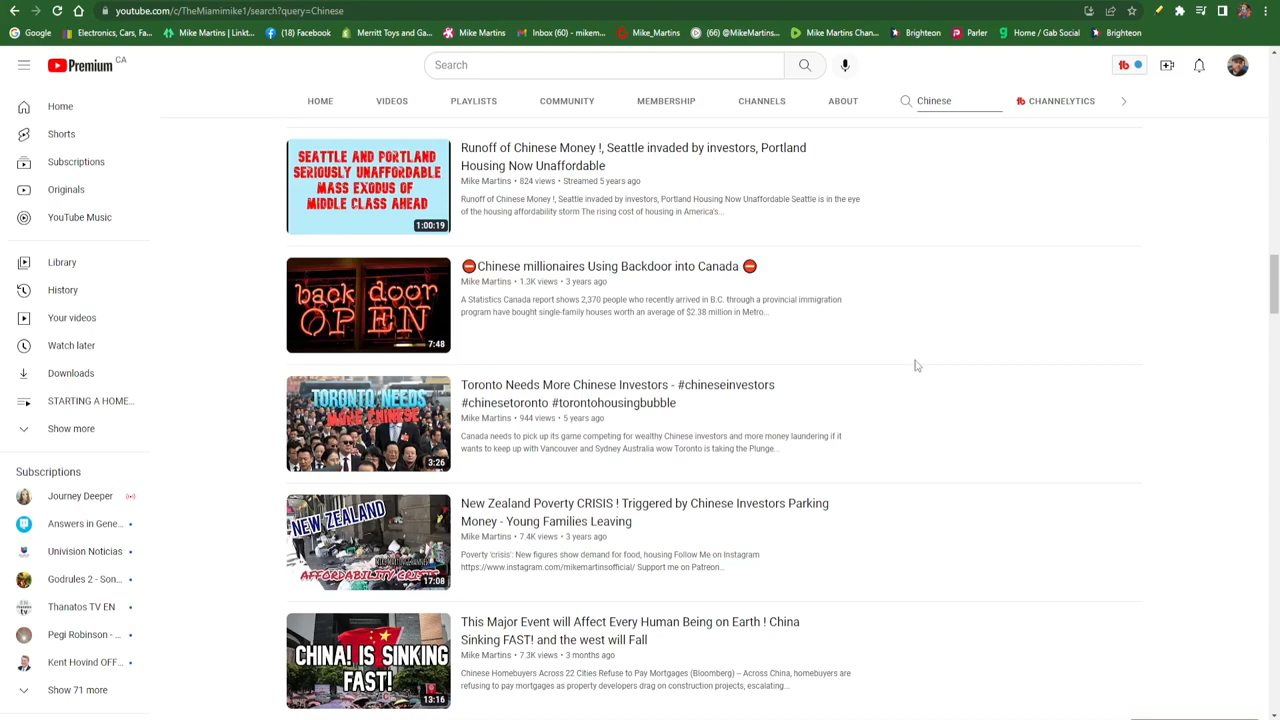 youtube.com/@TheMiamimike1/search?query=Chinese
Google
Electronics, Cars, ...
Mike Martins | Linkt...
(18) Facebook
Merritt Toys and Ga...
Mike Martins
Inbox (60) - mikem...
Mike_Martins
(66) @MikeMartins...
Mike Martins Chan...
Brighteon
Parler
Home / Gab Social
Brighteon
Premium CA
Search
HOME
VIDEOS
PLAYLISTS
COMMUNITY
MEMBERSHIP
CHANNELS
ABOUT
Chinese
CHANNELYTICS
Home
Shorts
Subscriptions
Originals
YouTube Music
Library
History
Your videos
Watch later
Downloads
STARTING A HOME...
Show more
Subscriptions
Journey Deeper
Answers in Gene...
Univision Noticias
Godrules 2 - Son...
Thanatos TV EN
Pegi Robinson - ...
Kent Hovind OFF...
Show 71 more
SEATTLE AND PORTLAND
SERIOUSLY UNAFFORDABLE
MASS EXODUS OF
MIDDLE CLASS AHEAD
1:00:19
Runoff of Chinese Money !, Seattle invaded by investors, Portland
Housing Now Unaffordable
Mike Martins • 824 views • Streamed 5 years ago
Runoff of Chinese Money !, Seattle invaded by investors, Portland Housing Now Unaffordable Seattle is in the eye
of the housing affordability storm The rising cost of housing in America's...
back door
OPEN
7:48
Chinese millionaires Using Backdoor into Canada
Mike Martins • 1.3K views • 3 years ago
A Statistics Canada report shows 2,370 people who recently arrived in B.C. through a provincial immigration
program have bought single-family houses worth an average of $2.38 million in Metro...
TORONTO NEEDS
MORE CHINESE
3:26
Toronto Needs More Chinese Investors - #chineseinvestors
#chinesetoronto #torontohousingbubble
Mike Martins • 944 views • 5 years ago
Canada needs to pick up its game competing for wealthy Chinese investors and more money laundering if it
wants to keep up with Vancouver and Sydney Australia wow Toronto is taking the Plunge...
NEW ZEALAND
AFFORDABILITY CRISIS
17:08
New Zealand Poverty CRISIS ! Triggered by Chinese Investors Parking
Money - Young Families Leaving
Mike Martins • 7.4K views • 3 years ago
Poverty 'crisis': New figures show demand for food, housing Follow Me on Instagram
https://www.instagram.com/mikemartinsofficial/ Support me on Patreon...
CHINA! IS SINKING
FAST!
13:16
This Major Event will Affect Every Human Being on Earth ! China
Sinking FAST! and the west will Fall
Mike Martins • 7.3K views • 3 months ago
Chinese Homebuyers Across 22 Cities Refuse to Pay Mortgages (Bloomberg) -- Across China, homebuyers are
refusing to pay mortgages as property developers drag on construction projects, escalating...